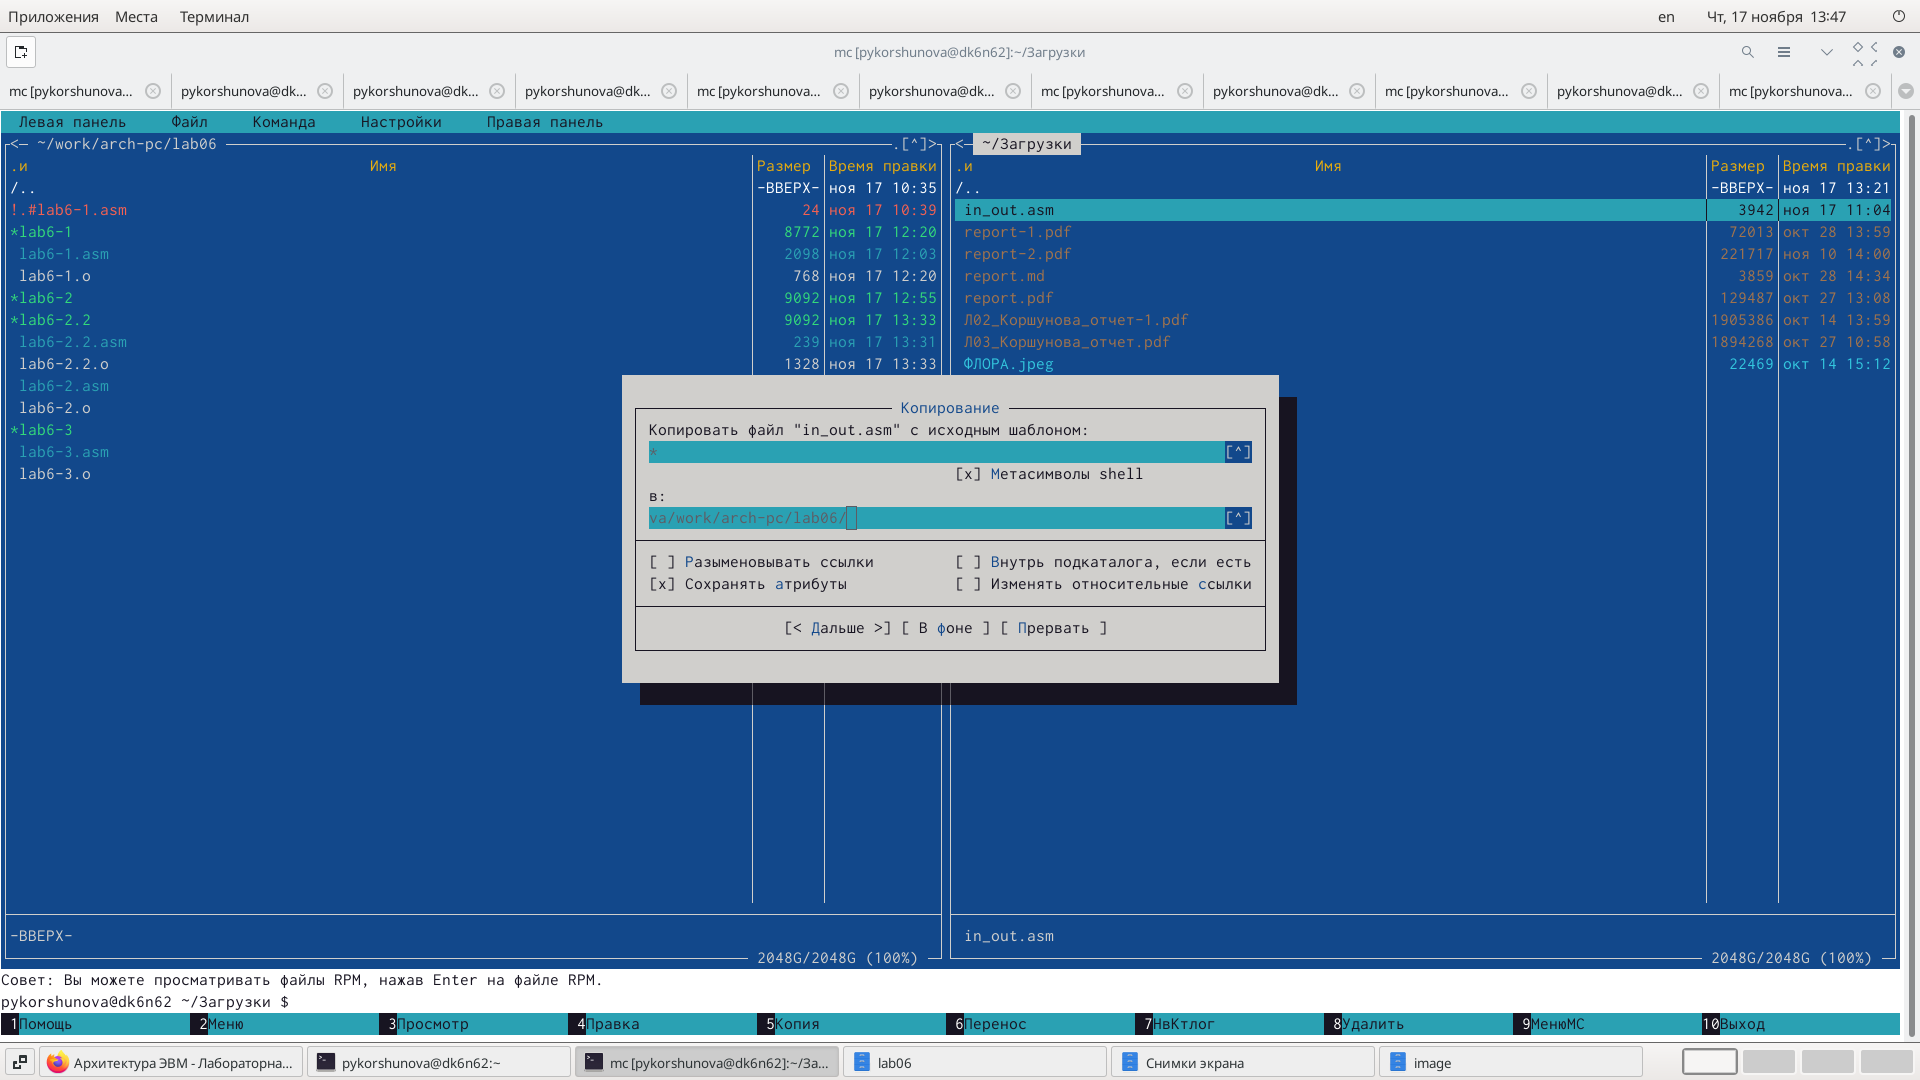 Приложения Места Терминал en Чт, 17 ноября 13:47
mc [pykorshunova@dk6n62]:~/Загрузки
mc [pykorshunova... pykorshunova@dk... pykorshunova@dk... pykorshunova@dk... mc [pykorshunova... pykorshunova@dk... mc [pykorshunova... pykorshunova@dk... mc [pykorshunova... pykorshunova@dk... mc [pykorshunova...
Левая панель Файл Команда Настройки Правая панель
<— ~/work/arch-pc/lab06 .[^]>
.и Имя Размер Время правки
/.. -ВВЕРХ- ноя 17 10:35
!.#lab6-1.asm 24 ноя 17 10:39
*lab6-1 8772 ноя 17 12:20
lab6-1.asm 2098 ноя 17 12:03
lab6-1.o 768 ноя 17 12:20
*lab6-2 9092 ноя 17 12:55
*lab6-2.2 9092 ноя 17 13:33
lab6-2.2.asm 239 ноя 17 13:31
lab6-2.2.o 1328 ноя 17 13:33
lab6-2.asm
lab6-2.o
*lab6-3
lab6-3.asm
lab6-3.o
-ВВЕРХ-
2048G/2048G (100%)
<— ~/Загрузки .[^]>
.и Имя Размер Время правки
/.. -ВВЕРХ- ноя 17 13:21
in_out.asm 3942 ноя 17 11:04
report-1.pdf 72013 окт 28 13:59
report-2.pdf 221717 ноя 10 14:00
report.md 3859 окт 28 14:34
report.pdf 129487 окт 27 13:08
Л02_Коршунова_отчет-1.pdf 1905386 окт 14 13:59
Л03_Коршунова_отчет.pdf 1894268 окт 27 10:58
ФЛОРА.jpeg 22469 окт 14 15:12
in_out.asm
2048G/2048G (100%)
Копирование
Копировать файл "in_out.asm" с исходным шаблоном:
* [^]
[x] Метасимволы shell
в:
va/work/arch-pc/lab06/ [^]
[ ] Разыменовывать ссылки [ ] Внутрь подкаталога, если есть
[x] Сохранять атрибуты [ ] Изменять относительные ссылки
[< Дальше >] [ В фоне ] [ Прервать ]
Совет: Вы можете просматривать файлы RPM, нажав Enter на файле RPM.
pykorshunova@dk6n62 ~/Загрузки $
1Помощь 2Меню 3Просмотр 4Правка 5Копия 6Перенос 7НвКтлог 8Удалить 9МенюМС 10Выход
Архитектура ЭВМ - Лабораторна... pykorshunova@dk6n62:~ mc [pykorshunova@dk6n62]:~/За... lab06 Снимки экрана image